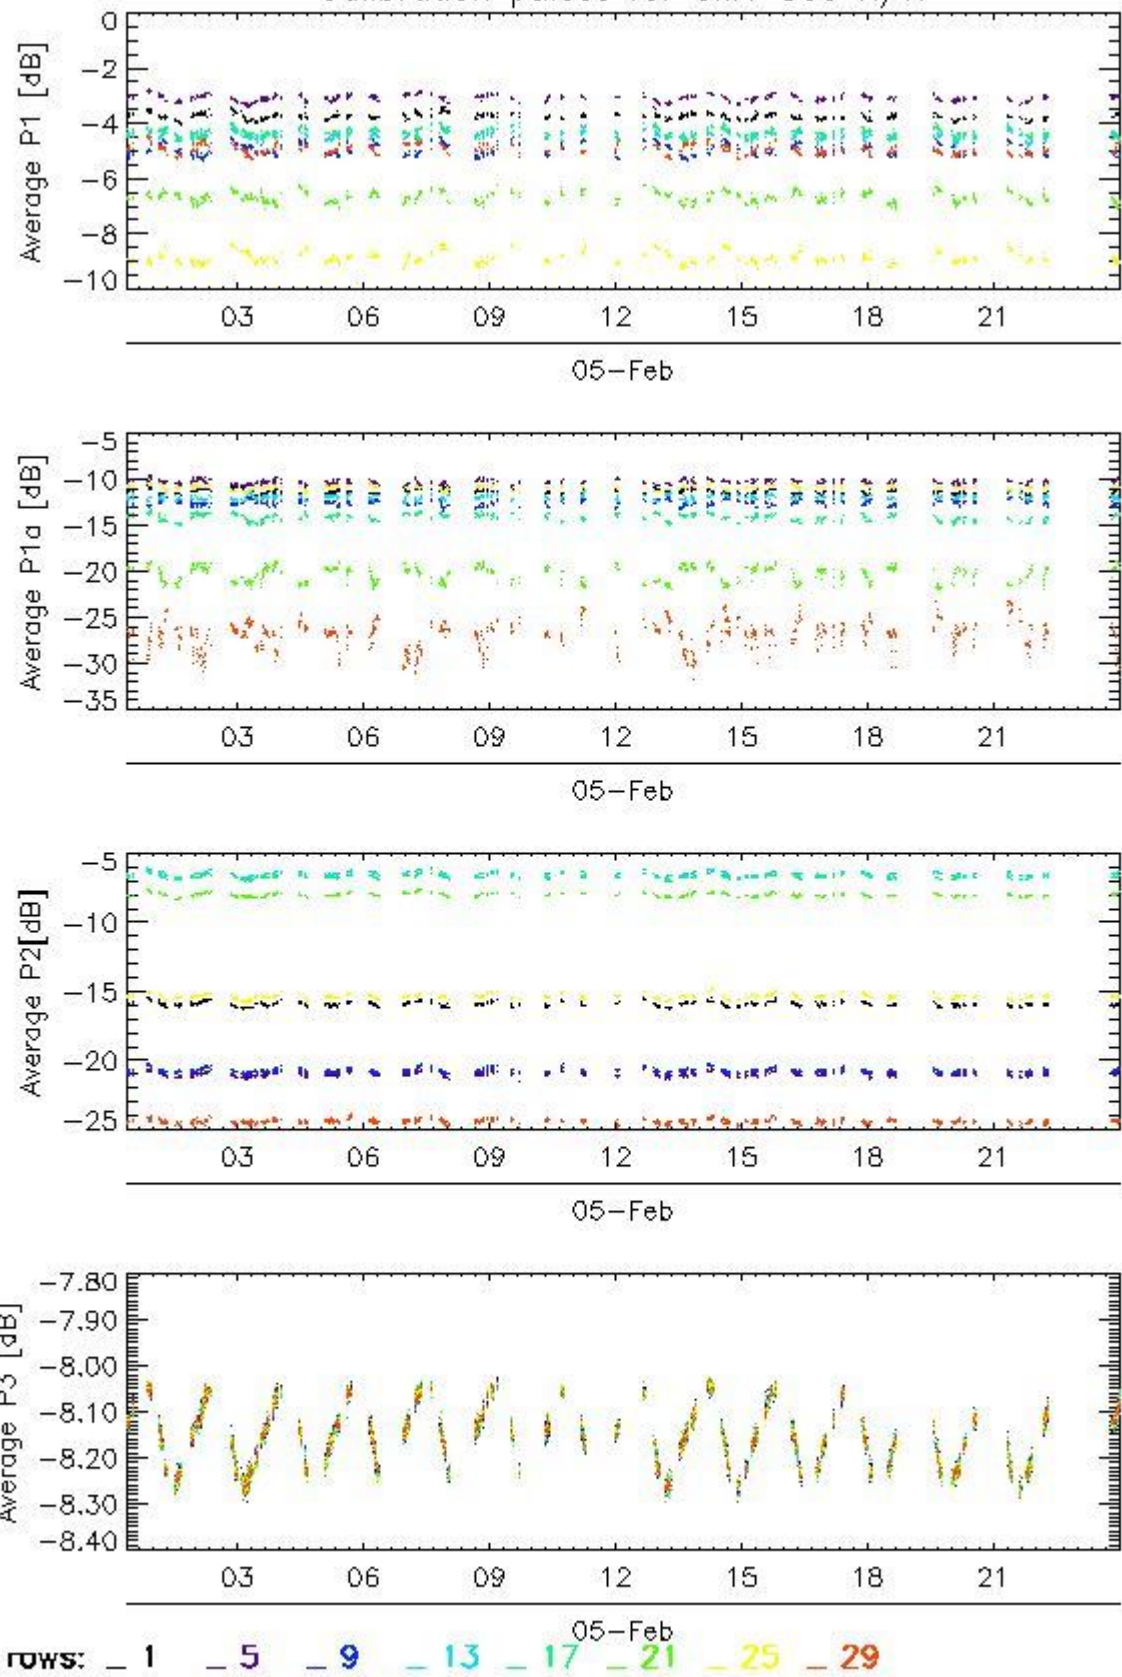 0
−2
−4
−6
−8
−10
Average P1 [dB]
03 06 09 12 15 18 21
05−Feb
−5
−10
−15
−20
−25
−30
−35
Average P1a [dB]
03 06 09 12 15 18 21
05−Feb
−5
−10
−15
−20
−25
Average P2[dB]
03 06 09 12 15 18 21
05−Feb
−7.80
−7.90
−8.00
−8.10
−8.20
−8.30
−8.40
Average P3 [dB]
03 06 09 12 15 18 21
05−Feb
rows: _ 1 _ 5 _ 9 _ 13 _ 17 _ 21 _ 25 _ 29